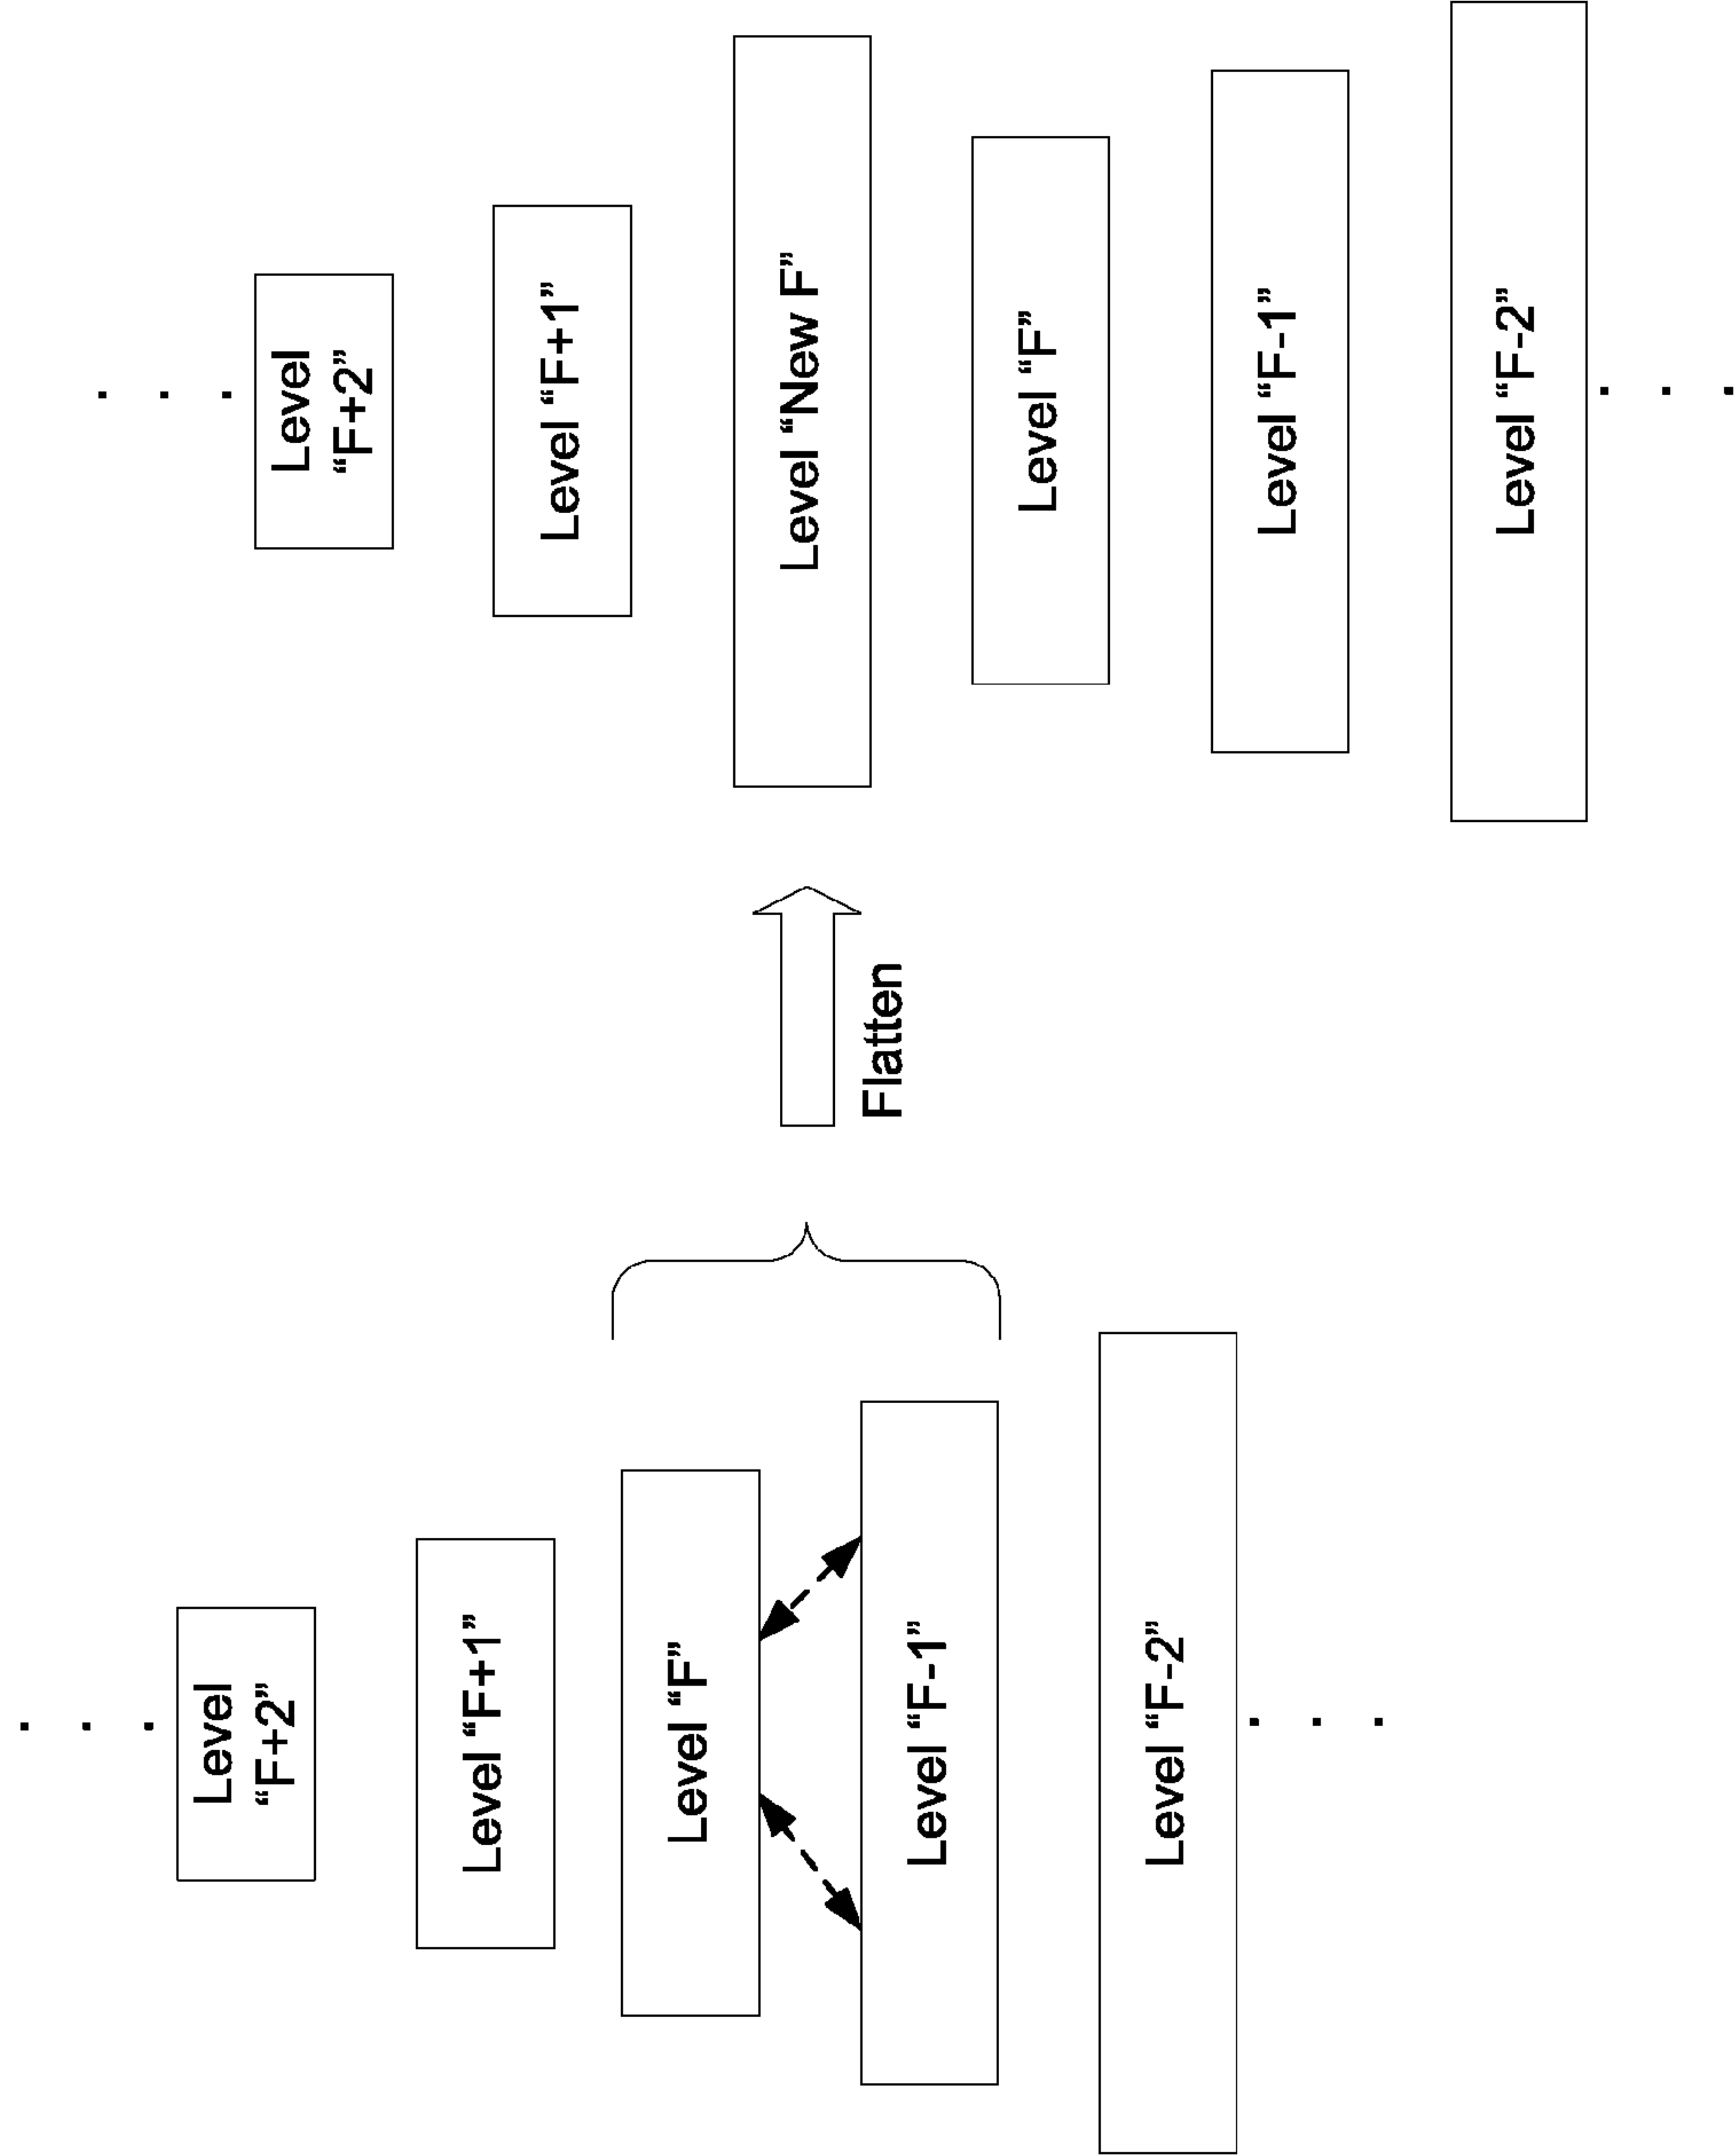 Level
“F+2”
Level “F+1”
Level “F”
Level “F-1”
Level “F-2”
Flatten
Level
“F+2”
Level “F+1”
Level “New F”
Level “F”
Level “F-1”
Level “F-2”